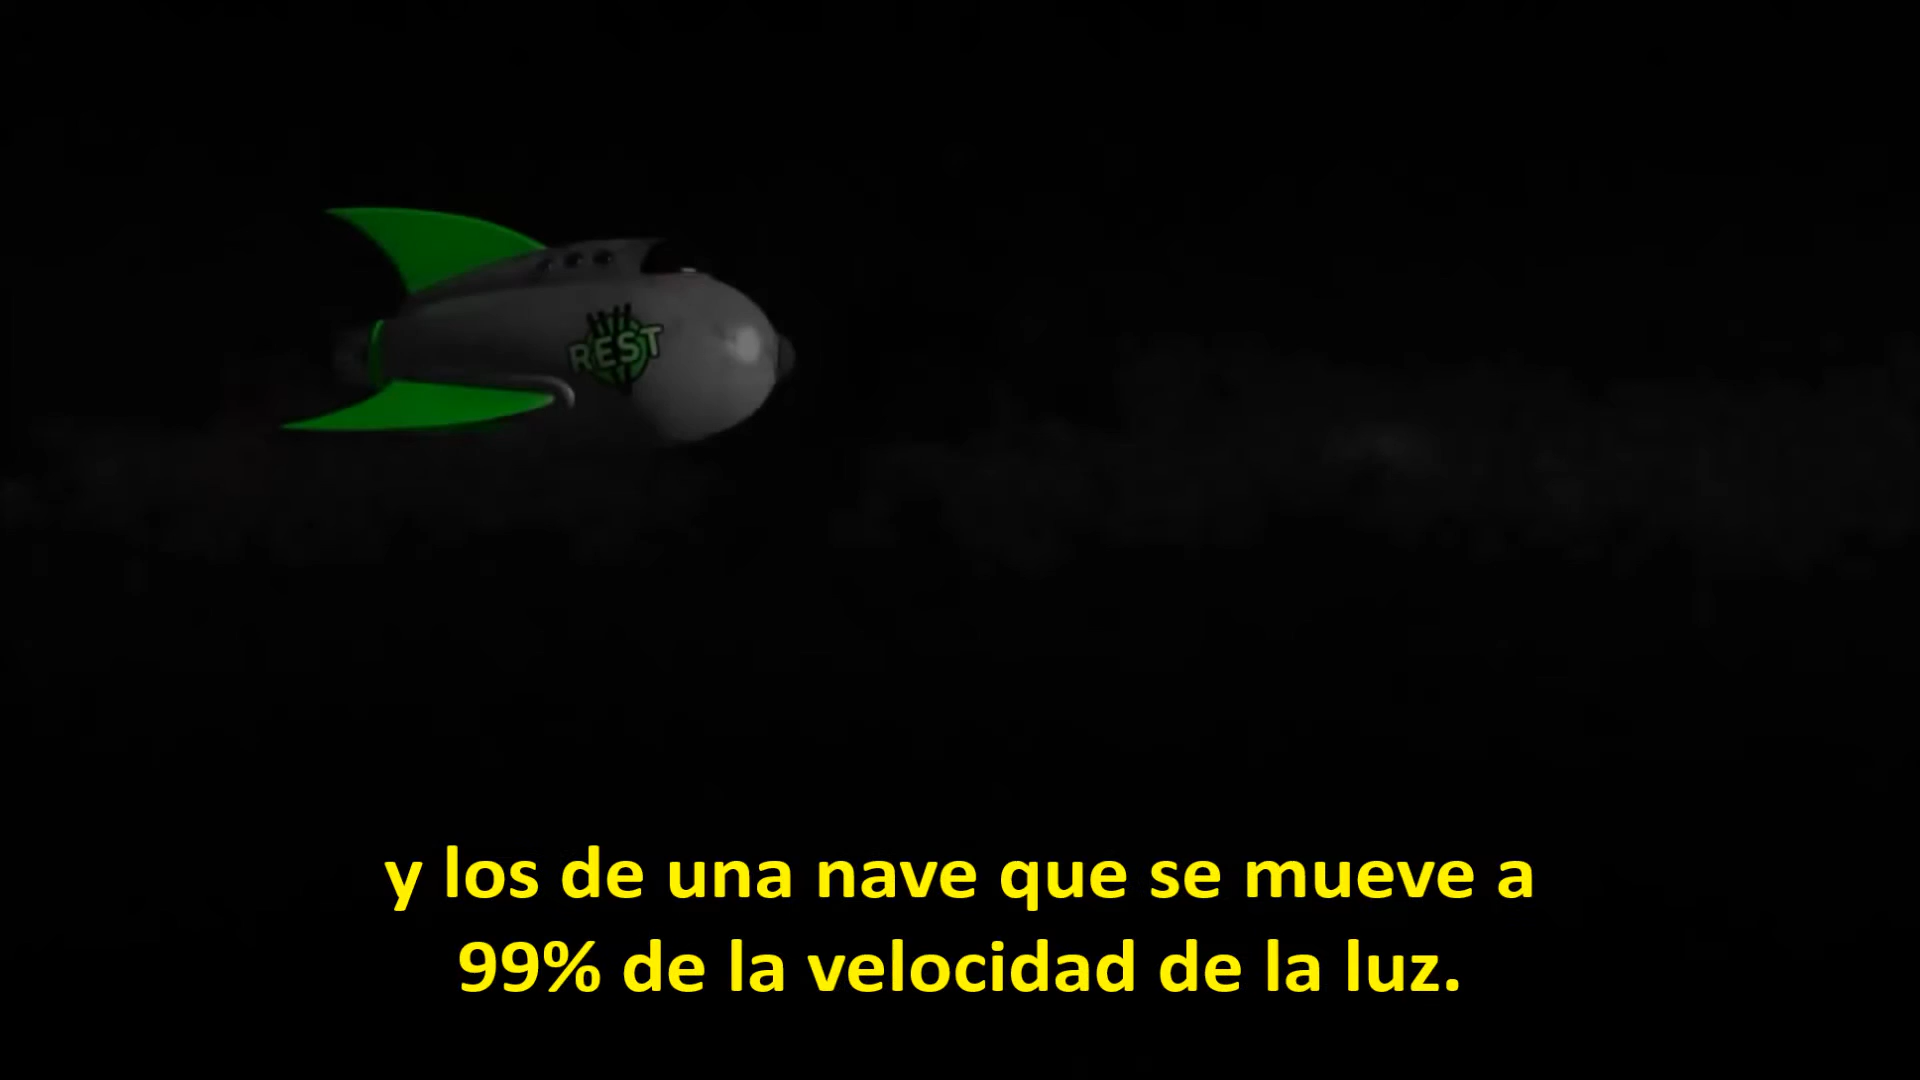 REST
y los de una nave que se mueve a
99% de la velocidad de la luz.